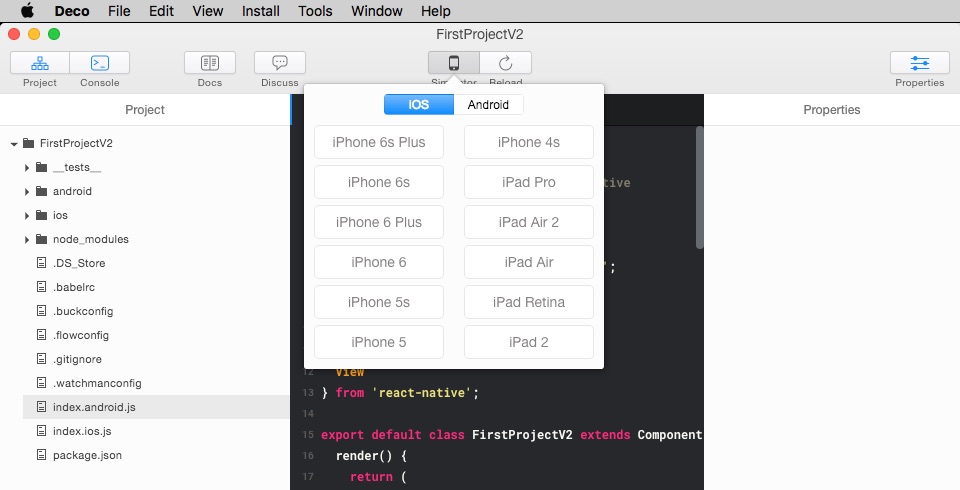 Deco File Edit View Install Tools Window Help
FirstProjectV2
Project Console Docs Discuss Reload Properties
Project
Properties
iOS Android
FirstProjectV2
__tests__
android
ios
node_modules
.DS_Store
.babelrc
.buckconfig
.flowconfig
.gitignore
.watchmanconfig
index.android.js
index.ios.js
package.json
iPhone 6s Plus iPhone 4s
iPhone 6s iPad Pro
iPhone 6 Plus iPad Air 2
iPhone 6 iPad Air
iPhone 5s iPad Retina
iPhone 5 iPad 2
tive
';
12 View
13 } from 'react-native';
14
15 export default class FirstProjectV2 extends Component
16 render() {
17 return (